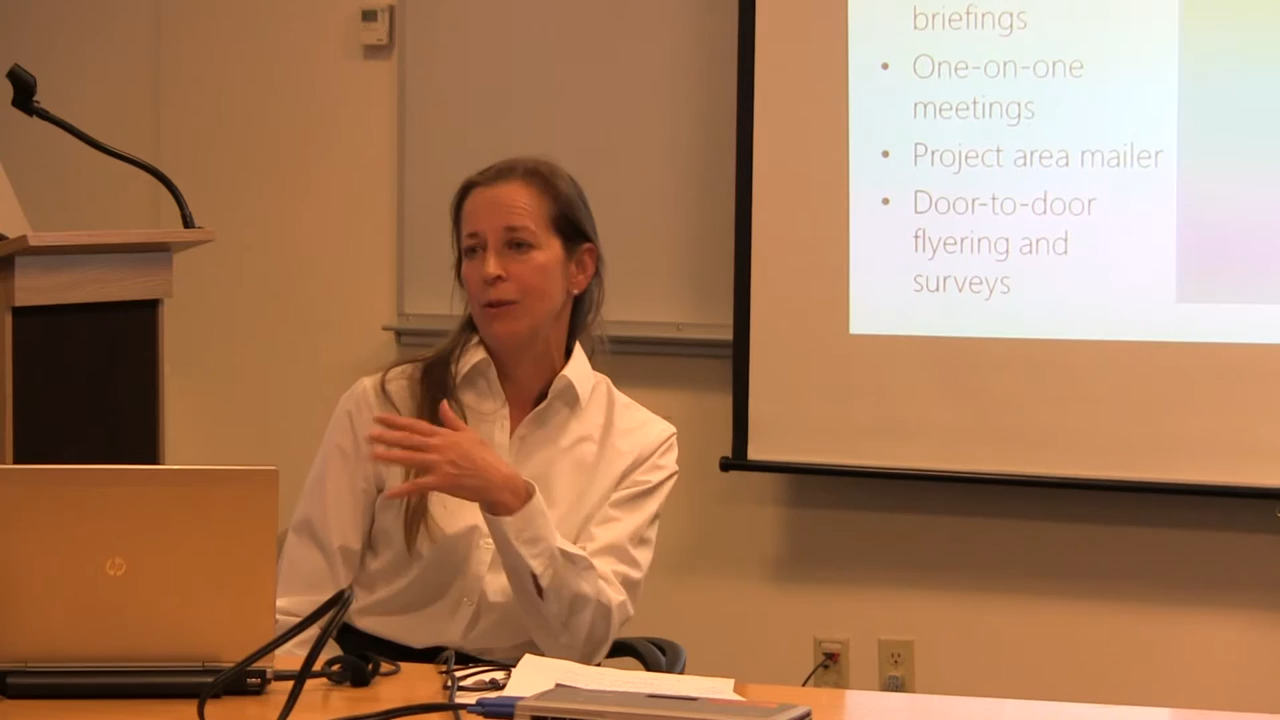 briefings
• One-on-one
meetings
• Project area mailer
• Door-to-door
flyering and
surveys
hp